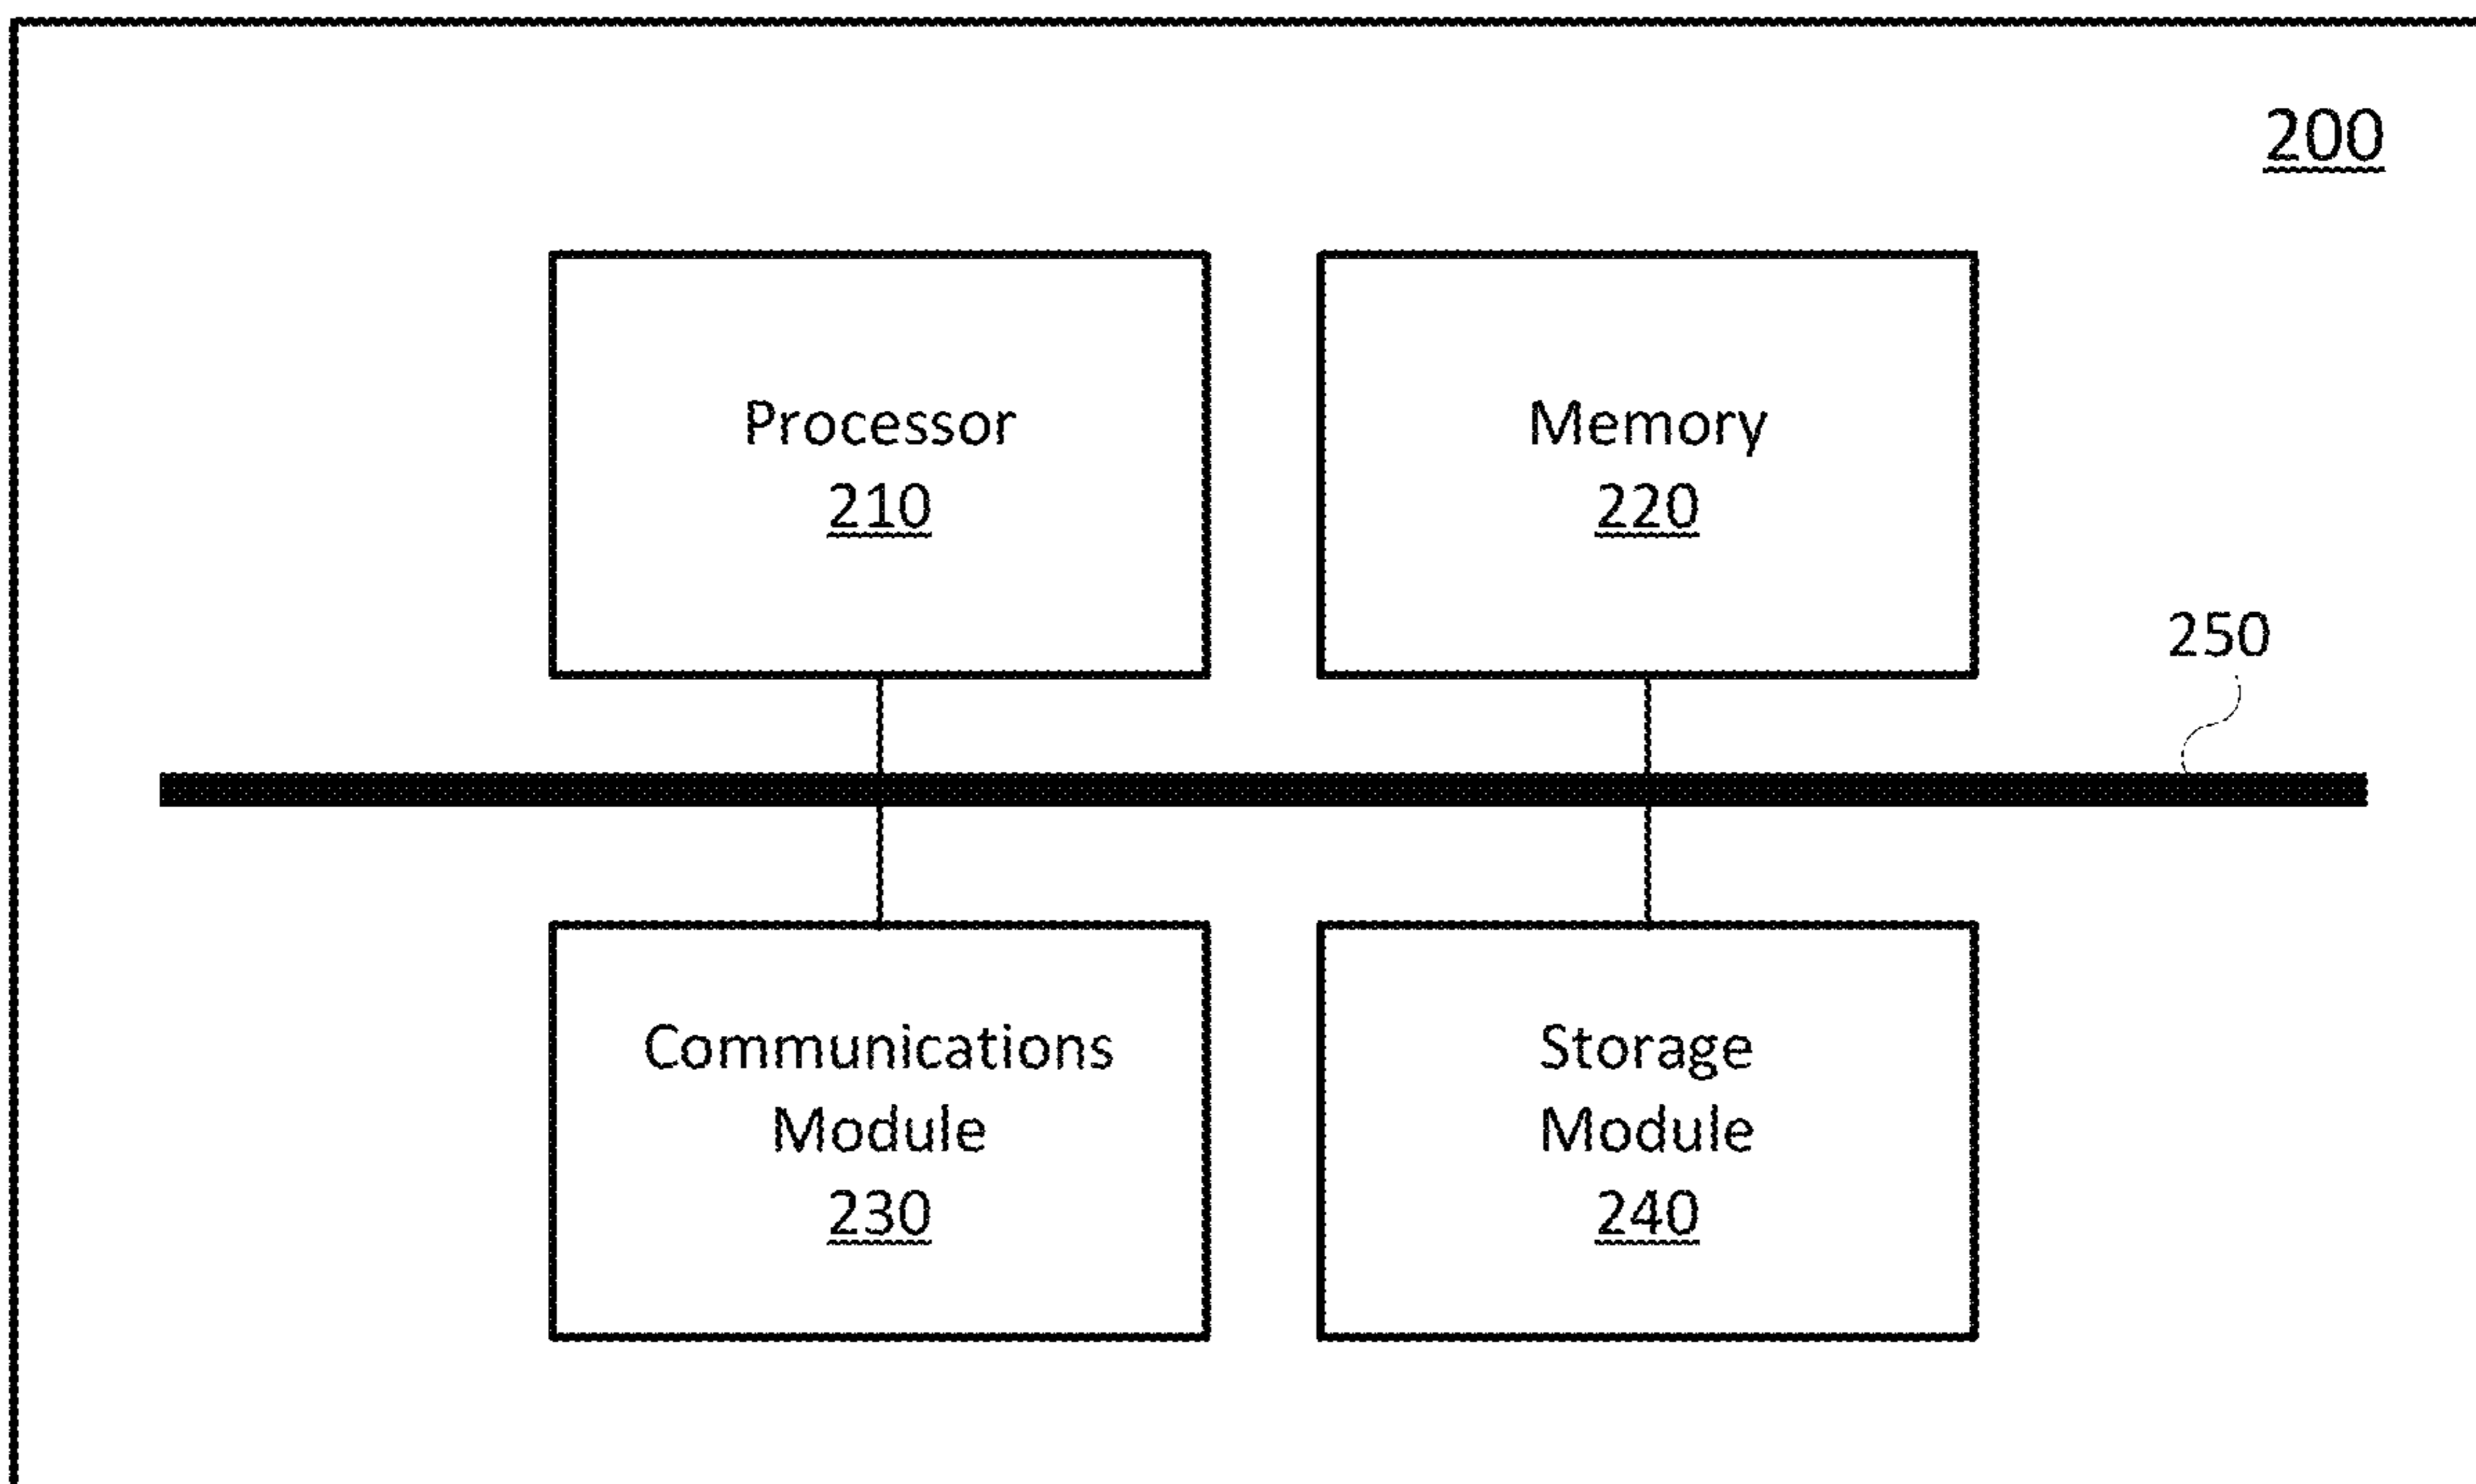 200
Processor
210
Memory
220
250
Communications
Module
230
Storage
Module
240